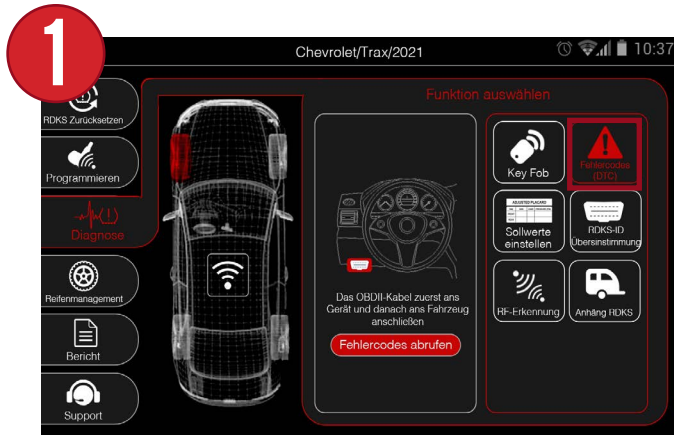 1
Chevrolet/Trax/2021
10:37
RDKS Zurücksetzen
Programmieren
Diagnose
Reifenmanagement
Bericht
Support
Funktion auswählen
Das OBDII-Kabel zuerst ans
Gerät und danach ans Fahrzeug
anschließen
Fehlercodes abrufen
Key Fob
Fehlercodes
(DTC)
ADJUSTED PLACARD
Sollwerte
einstellen
RDKS-ID
Übersinstimmung
RF-Erkennung
Anhäng RDKS